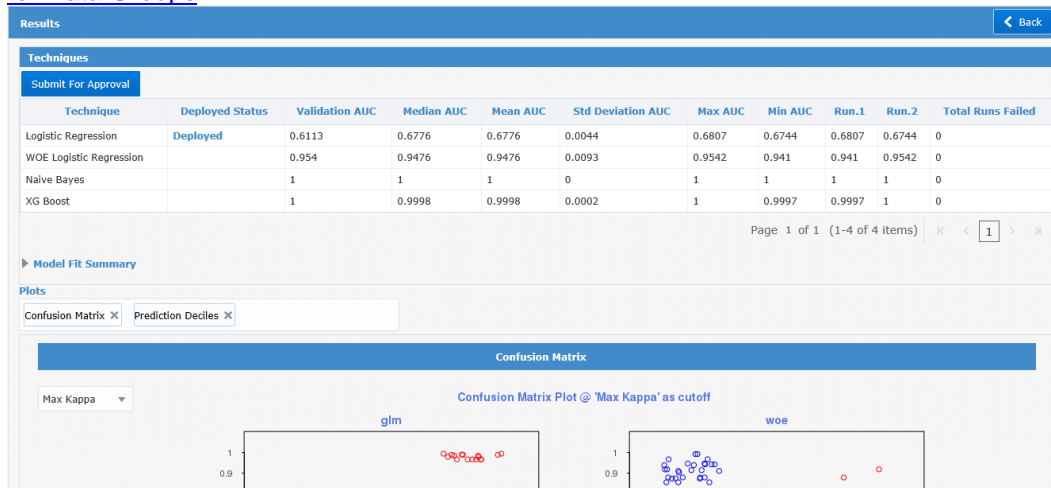 Results
Back
Techniques
Submit For Approval
Technique Deployed Status Validation AUC Median AUC Mean AUC Std Deviation AUC Max AUC Min AUC Run.1 Run.2 Total Runs Failed
Logistic Regression Deployed 0.6113 0.6776 0.6776 0.0044 0.6807 0.6744 0.6807 0.6744 0
WOE Logistic Regression 0.954 0.9476 0.9476 0.0093 0.9542 0.941 0.941 0.9542 0
Naive Bayes 1 1 1 0 1 1 1 1 0
XG Boost 1 0.9998 0.9998 0.0002 1 0.9997 0.9997 1 0
Page 1 of 1 (1-4 of 4 items) 1
Model Fit Summary
Plots
Confusion Matrix Prediction Deciles
Confusion Matrix
Max Kappa
Confusion Matrix Plot @ 'Max Kappa' as cutoff
glm woe
1 1
0.9 0.9